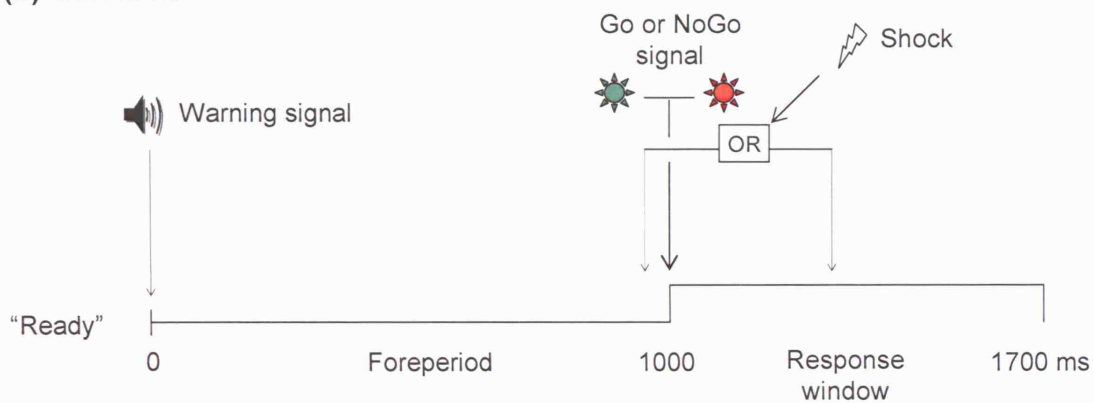 Go or NoGo
signal
Shock
Warning signal
OR
"Ready"
0
Foreperiod
1000
Response
window
1700 ms